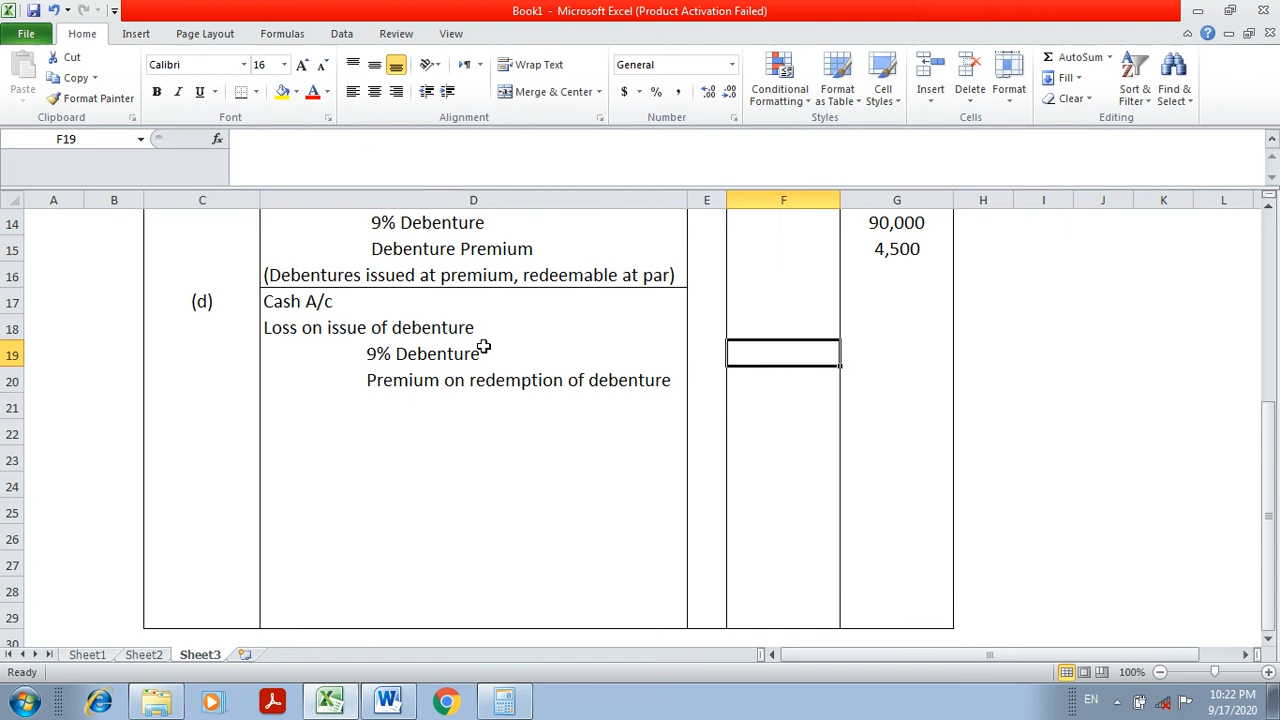 Book1 - Microsoft Excel (Product Activation Failed)
File Home Insert Page Layout Formulas Data Review View
Paste
Cut
Copy
Format Painter
Clipboard
Calibri 16
B I U
Font
Wrap Text
Merge & Center
Alignment
General
$ % ,
Number
Conditional Formatting
Format as Table
Cell Styles
Styles
Insert Delete Format
Cells
AutoSum
Fill
Clear
Sort & Filter
Find & Select
Editing
F19 fx
A B C D E F G H I J K L
14 9% Debenture 90,000
15 Debenture Premium 4,500
16 (Debentures issued at premium, redeemable at par)
17 (d) Cash A/c
18 Loss on issue of debenture
19 9% Debenture
20 Premium on redemption of debenture
21
22
23
24
25
26
27
28
29
30
Sheet1 Sheet2 Sheet3
Ready 100%
EN 10:22 PM
9/17/2020